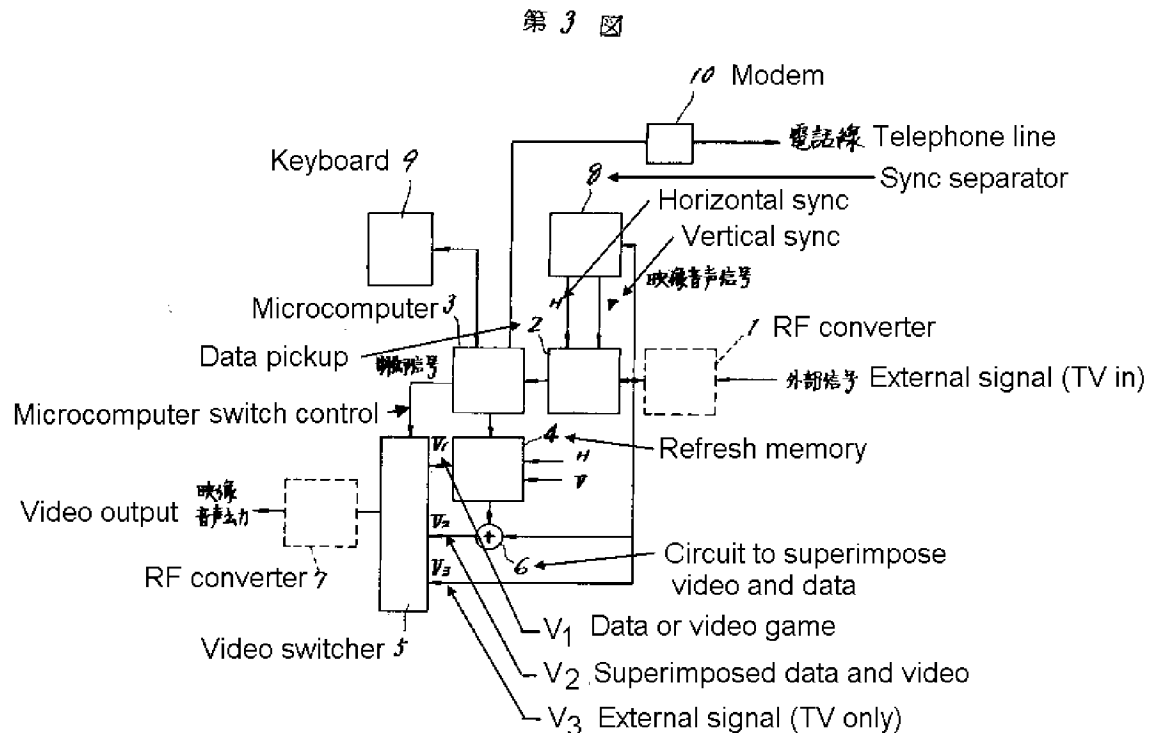 第 3 図
10 Modem
電話線 Telephone line
Keyboard 9
8
Sync separator
Horizontal sync
Vertical sync
映像音声信号
H
V
Microcomputer 3
2
1 RF converter
Data pickup
制御信号
外部信号 External signal (TV in)
Microcomputer switch control
V1
4
Refresh memory
H
V
Video output
映像
音声出力
V2
+
6
Circuit to superimpose
video and data
RF converter 7
V3
V1 Data or video game
Video switcher 5
V2 Superimposed data and video
V3 External signal (TV only)